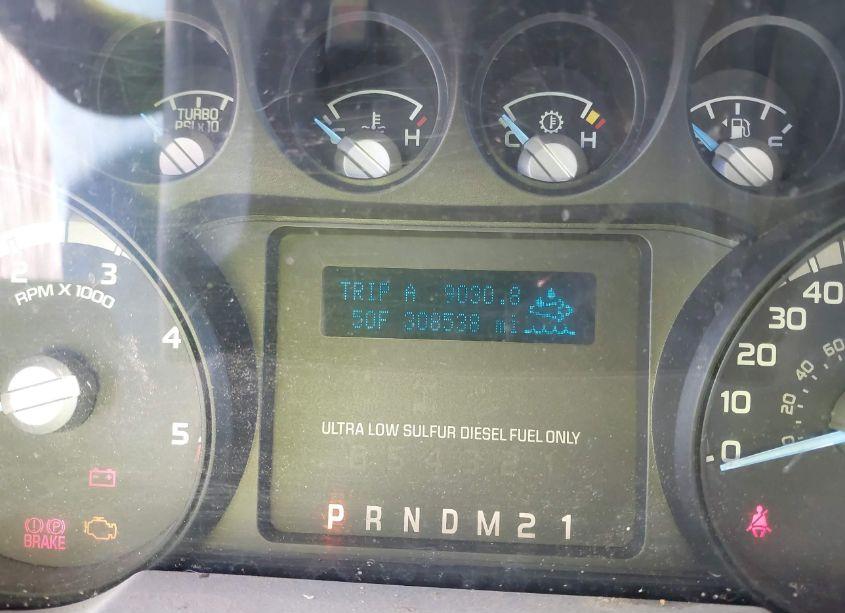 TURBO
PSI x 10
H
C H
2 3
RPM X 1000
4
5
BRAKE
TRIP A 9030.8
50F 308538 mi
ULTRA LOW SULFUR DIESEL FUEL ONLY
P R N D M 2 1
40
30
20
10
0
60
40
20
0